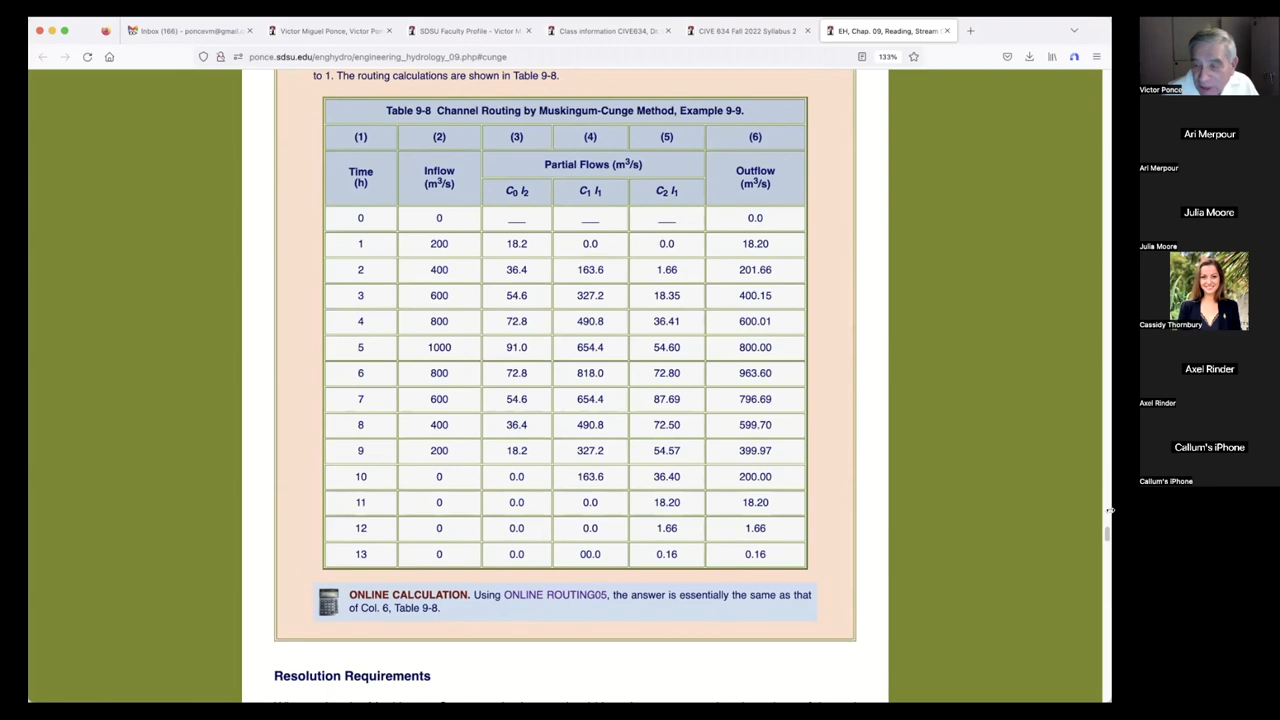 Inbox (166) - poncevm@gmail.c
Victor Miguel Ponce, Victor Pon
SDSU Faculty Profile - Victor M
Class information CIVE634, D
CIVE 634 Fall 2022 Syllabus 2
EH, Chap. 09, Reading, Stream
ponce.sdsu.edu/enghydro/engineering_hydrology_09.php#cunge
133%
to 1. The routing calculations are shown in Table 9-8.
Table 9-8 Channel Routing by Muskingum-Cunge Method, Example 9-9.
(1) (2) (3) (4) (5) (6)
Time (h) Inflow (m³/s) Partial Flows (m³/s) Outflow (m³/s)
C₀ I₂ C₁ I₁ C₂ I₁
0 0 ___ ___ ___ 0.0
1 200 18.2 0.0 0.0 18.20
2 400 36.4 163.6 1.66 201.66
3 600 54.6 327.2 18.35 400.15
4 800 72.8 490.8 36.41 600.01
5 1000 91.0 654.4 54.60 800.00
6 800 72.8 818.0 72.80 963.60
7 600 54.6 654.4 87.69 796.69
8 400 36.4 490.8 72.50 599.70
9 200 18.2 327.2 54.57 399.97
10 0 0.0 163.6 36.40 200.00
11 0 0.0 0.0 18.20 18.20
12 0 0.0 0.0 1.66 1.66
13 0 0.0 00.0 0.16 0.16
ONLINE CALCULATION. Using ONLINE ROUTING05, the answer is essentially the same as that
of Col. 6, Table 9-8.
Resolution Requirements
Victor Ponce
Ari Merpour
Ari Merpour
Julia Moore
Julia Moore
Cassidy Thornbury
Axel Rinder
Axel Rinder
Callum's iPhone
Callum's iPhone